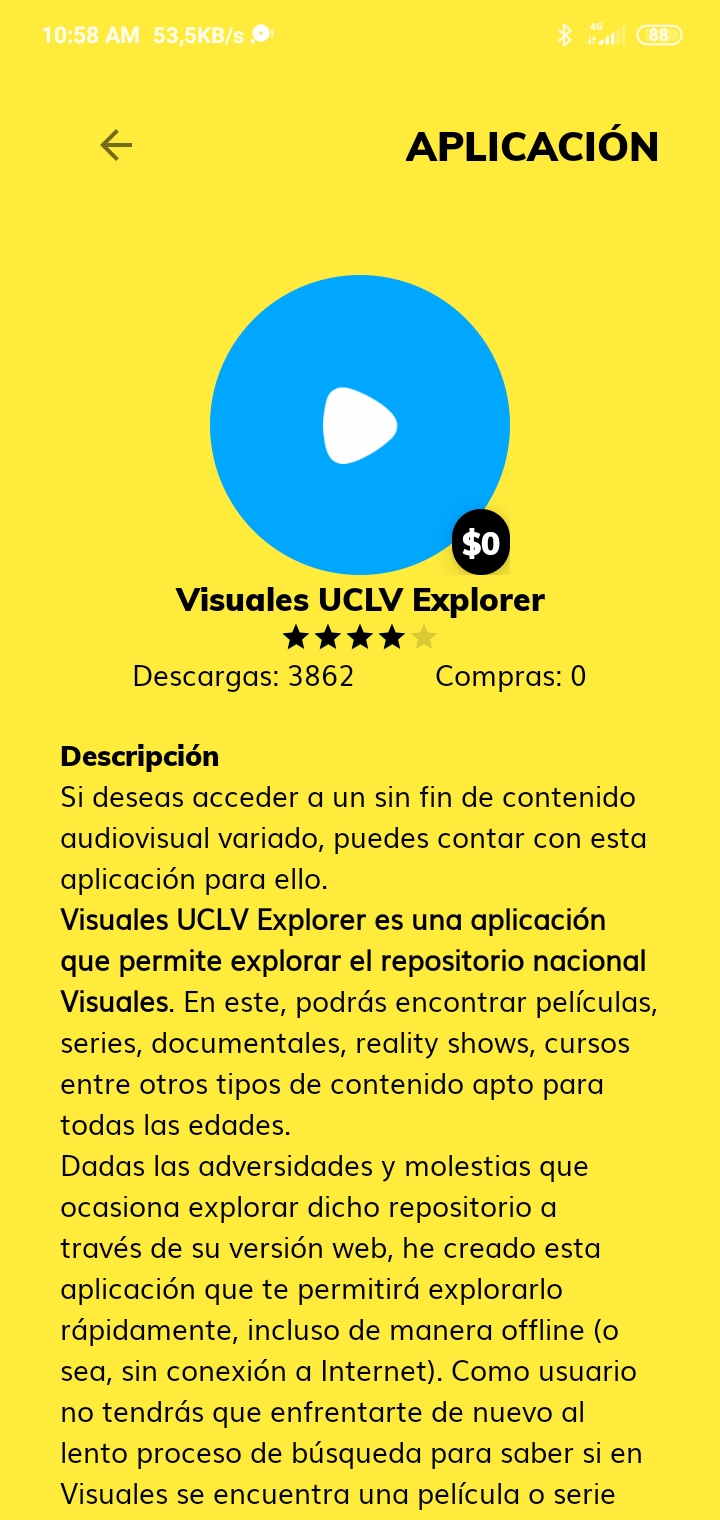 10:58 AM 53,5KB/s
4G
88
APLICACIÓN
$0
Visuales UCLV Explorer
Descargas: 3862 Compras: 0
Descripción
Si deseas acceder a un sin fin de contenido
audiovisual variado, puedes contar con esta
aplicación para ello.
Visuales UCLV Explorer es una aplicación
que permite explorar el repositorio nacional
Visuales. En este, podrás encontrar películas,
series, documentales, reality shows, cursos
entre otros tipos de contenido apto para
todas las edades.
Dadas las adversidades y molestias que
ocasiona explorar dicho repositorio a
través de su versión web, he creado esta
aplicación que te permitirá explorarlo
rápidamente, incluso de manera offline (o
sea, sin conexión a Internet). Como usuario
no tendrás que enfrentarte de nuevo al
lento proceso de búsqueda para saber si en
Visuales se encuentra una película o serie